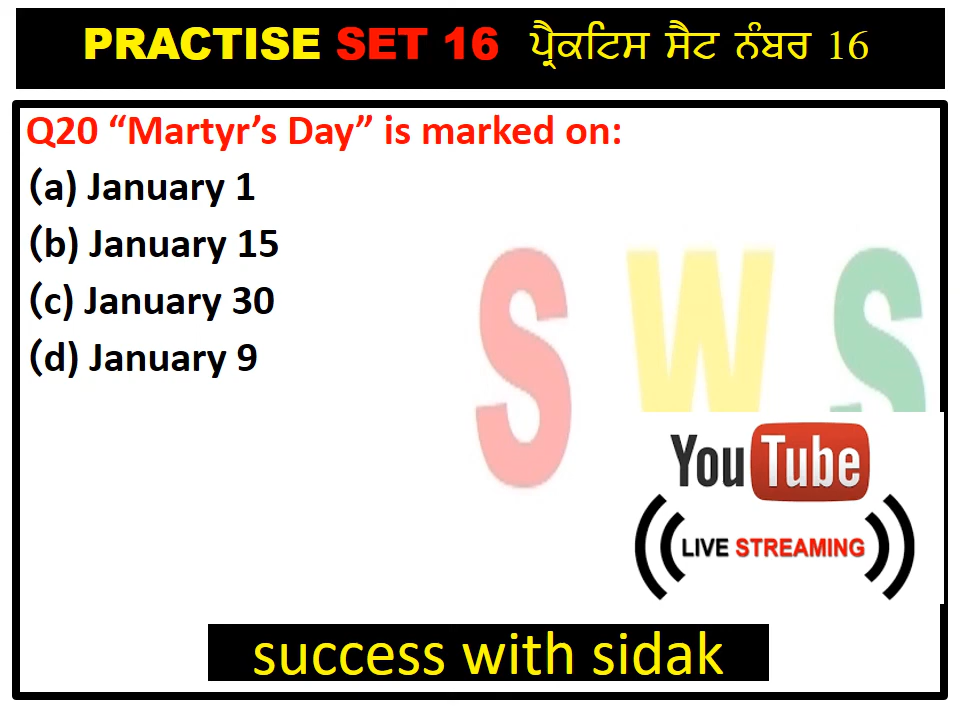 PRACTISE SET 16 ਪ੍ਰੈਕਟਿਸ ਸੈਟ ਨੰਬਰ 16
Q20 “Martyr’s Day” is marked on:
(a) January 1
(b) January 15
(c) January 30
(d) January 9
S W S
YouTube
LIVE STREAMING
success with sidak